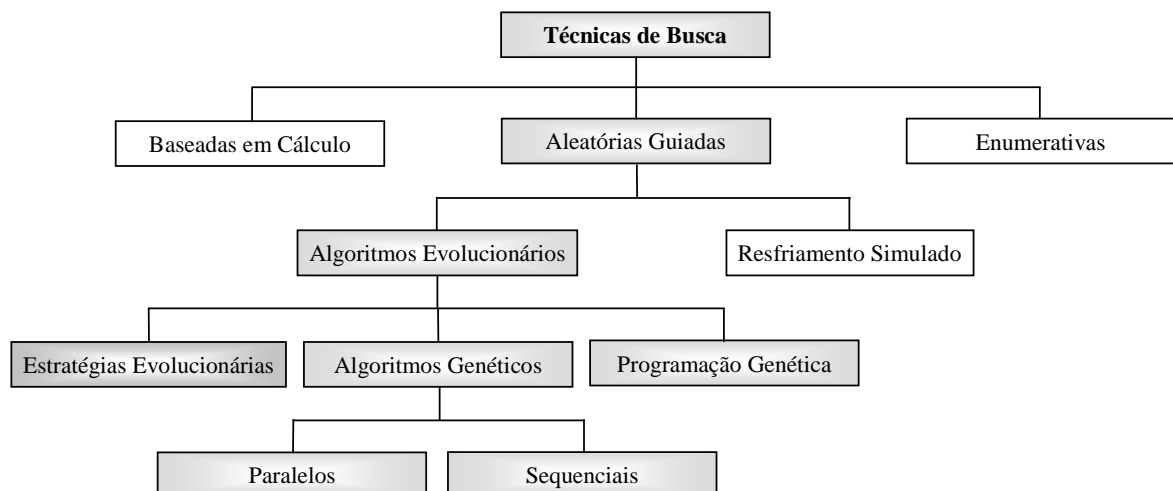 Técnicas de Busca
Baseadas em Cálculo
Aleatórias Guiadas
Enumerativas
Algoritmos Evolucionários
Resfriamento Simulado
Estratégias Evolucionárias
Algoritmos Genéticos
Programação Genética
Paralelos
Sequenciais